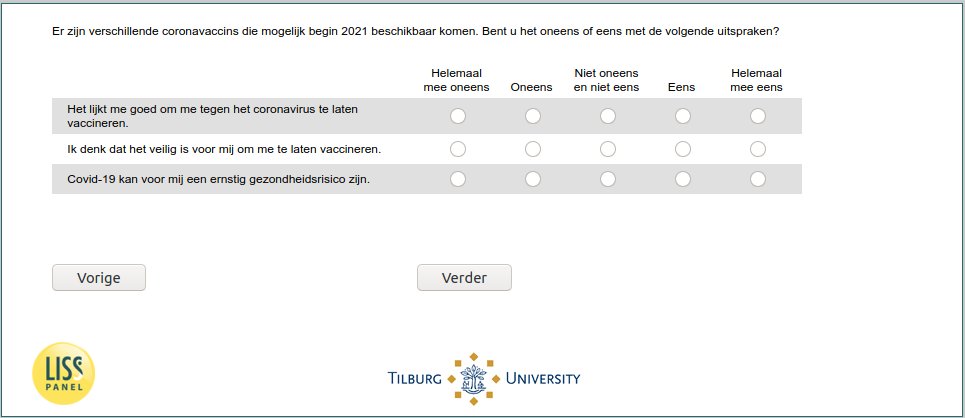 Er zijn verschillende coronavaccins die mogelijk begin 2021 beschikbaar komen. Bent u het oneens of eens met de volgende uitspraken?
Helemaal mee oneens
Oneens
Niet oneens en niet eens
Eens
Helemaal mee eens
Het lijkt me goed om me tegen het coronavirus te laten
vaccineren.
Ik denk dat het veilig is voor mij om me te laten vaccineren.
Covid-19 kan voor mij een ernstig gezondheidsrisico zijn.
Vorige
Verder
LISS
PANEL
TILBURG UNIVERSITY